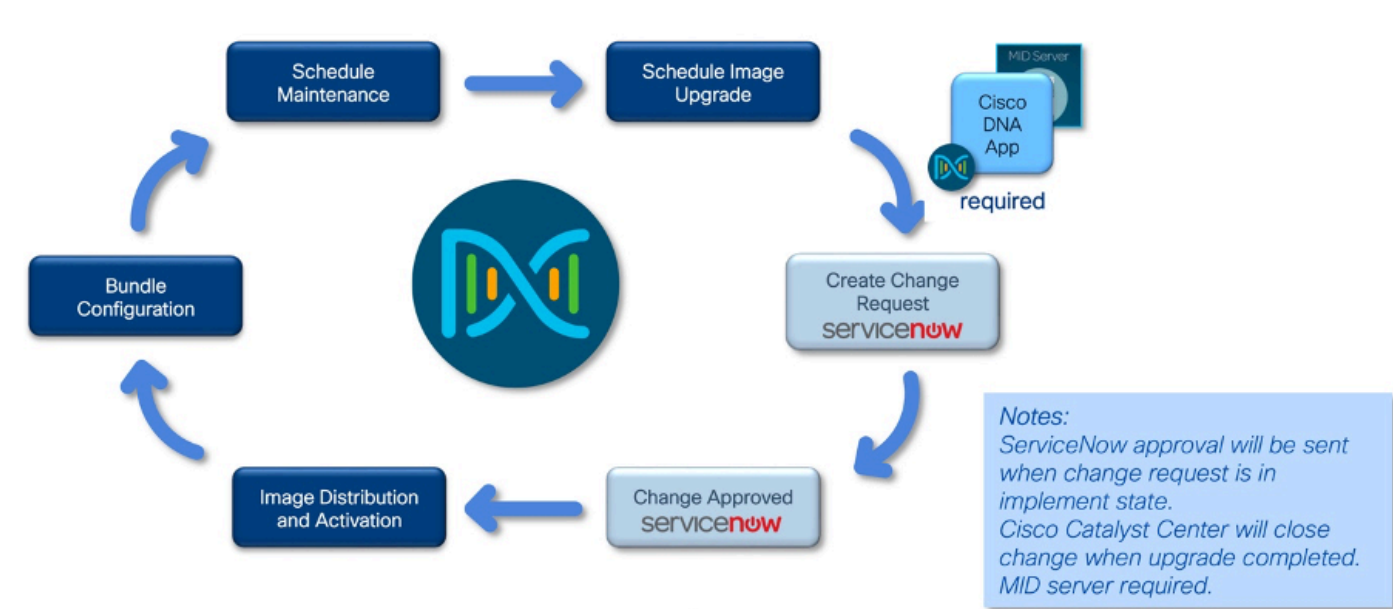 Schedule
Maintenance
Schedule Image
Upgrade
MID Server
Cisco
DNA
App
required
Bundle
Configuration
Create Change
Request
servicenow
Image Distribution
and Activation
Change Approved
servicenow
Notes:
ServiceNow approval will be sent
when change request is in
implement state.
Cisco Catalyst Center will close
change when upgrade completed.
MID server required.